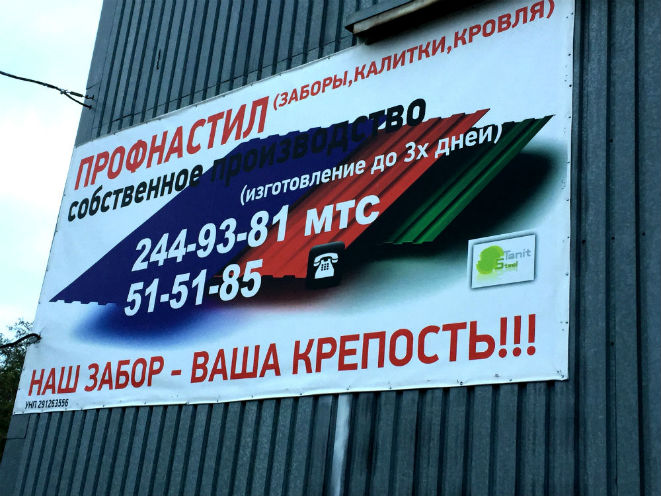 ПРОФНАСТИЛ (ЗАБОРЫ,КАЛИТКИ,КРОВЛЯ)
собственное производство
(изготовление до 3х дней)
244-93-81 мтс
51-51-85
Tanit
Steel
НАШ ЗАБОР - ВАША КРЕПОСТЬ!!!
УНП 291263556